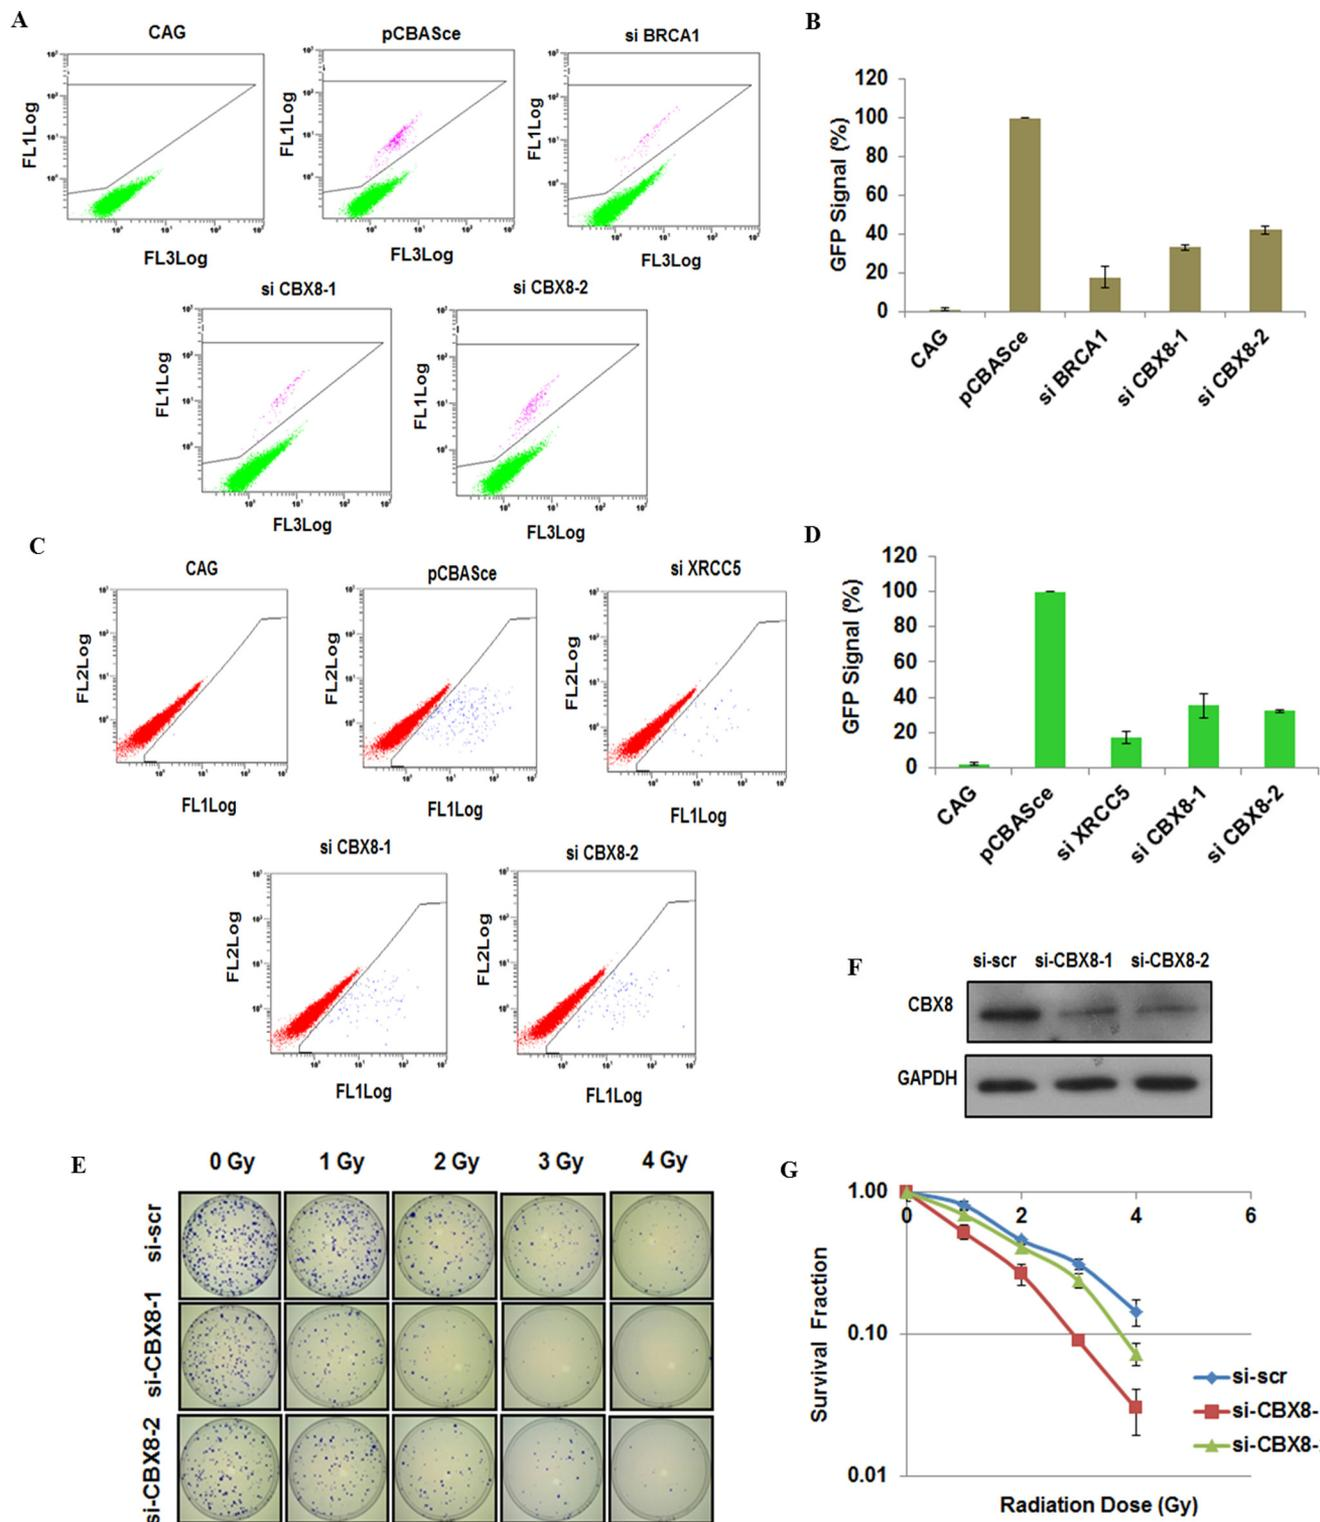 A
CAG
pCBASce
si BRCA1
FL1Log
FL1Log
FL1Log
FL3Log
FL3Log
FL3Log
si CBX8-1
si CBX8-2
FL1Log
FL1Log
FL3Log
FL3Log
B
GFP Signal (%)
120
100
80
60
40
20
0
CAG
pCBASce
si BRCA1
si CBX8-1
si CBX8-2
C
CAG
pCBASce
si XRCC5
FL2Log
FL2Log
FL2Log
FL1Log
FL1Log
FL1Log
si CBX8-1
si CBX8-2
FL2Log
FL2Log
FL1Log
FL1Log
D
GFP Signal (%)
120
100
80
60
40
20
0
CAG
pCBASce
si XRCC5
si CBX8-1
si CBX8-2
F
si-scr si-CBX8-1 si-CBX8-2
CBX8
GAPDH
E
0 Gy 1 Gy 2 Gy 3 Gy 4 Gy
si-scr
si-CBX8-1
si-CBX8-2
G
Survival Fraction
1.00
0.10
0.01
0 2 4 6
si-scr
si-CBX8-
si-CBX8-
Radiation Dose (Gy)